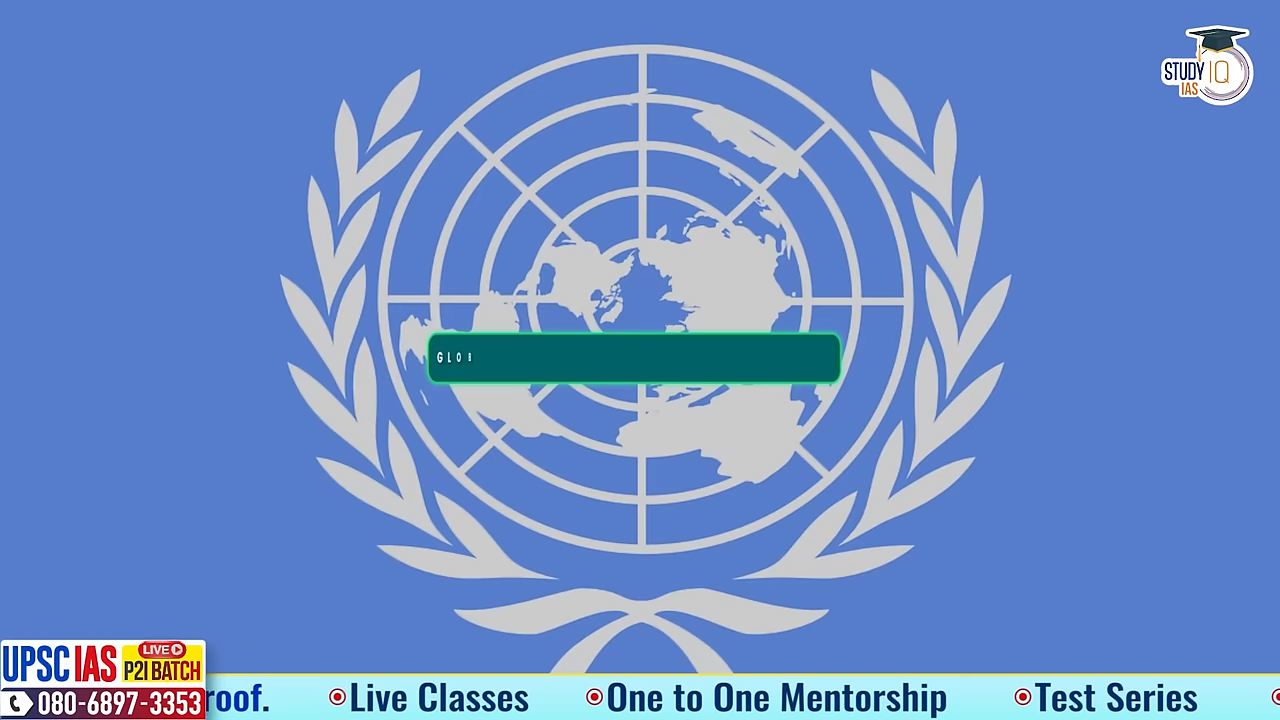 STUDY IQ
IAS
GLOB
UPSC IAS
LIVE
P2I BATCH
080-6897-3353
roof.
Live Classes
One to One Mentorship
Test Series